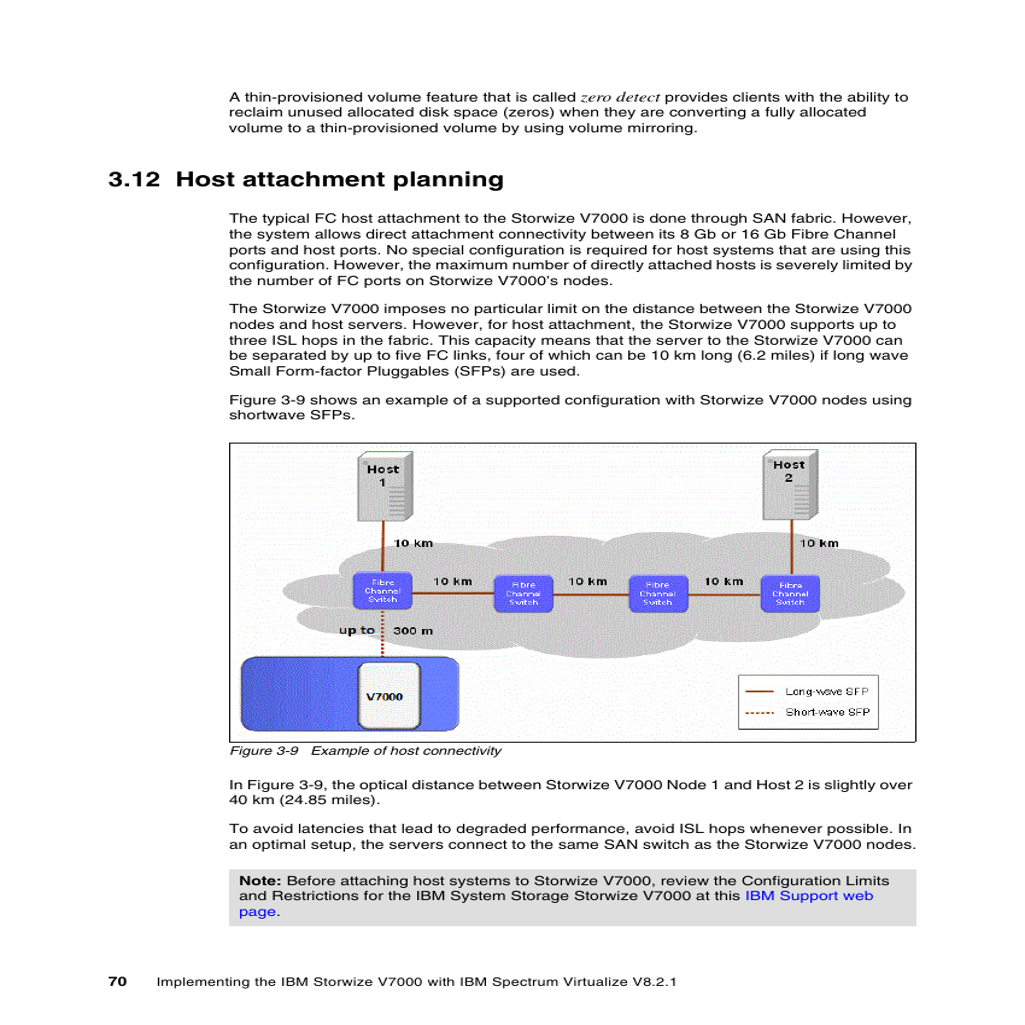 A thin-provisioned volume feature that is called zero detect provides clients with the ability to
reclaim unused allocated disk space (zeros) when they are converting a fully allocated
volume to a thin-provisioned volume by using volume mirroring.
3.12 Host attachment planning
The typical FC host attachment to the Storwize V7000 is done through SAN fabric. However,
the system allows direct attachment connectivity between its 8 Gb or 16 Gb Fibre Channel
ports and host ports. No special configuration is required for host systems that are using this
configuration. However, the maximum number of directly attached hosts is severely limited by
the number of FC ports on Storwize V7000's nodes.
The Storwize V7000 imposes no particular limit on the distance between the Storwize V7000
nodes and host servers. However, for host attachment, the Storwize V7000 supports up to
three ISL hops in the fabric. This capacity means that the server to the Storwize V7000 can
be separated by up to five FC links, four of which can be 10 km long (6.2 miles) if long wave
Small Form-factor Pluggables (SFPs) are used.
Figure 3-9 shows an example of a supported configuration with Storwize V7000 nodes using
shortwave SFPs.
Host
1
Host
2
10 km
10 km
Fibre
Channel
Switch
10 km
Fibre
Channel
Switch
10 km
Fibre
Channel
Switch
10 km
Fibre
Channel
Switch
up to 300 m
V7000
Long-wave SFP
Short-wave SFP
Figure 3-9 Example of host connectivity
In Figure 3-9, the optical distance between Storwize V7000 Node 1 and Host 2 is slightly over
40 km (24.85 miles).
To avoid latencies that lead to degraded performance, avoid ISL hops whenever possible. In
an optimal setup, the servers connect to the same SAN switch as the Storwize V7000 nodes.
Note: Before attaching host systems to Storwize V7000, review the Configuration Limits
and Restrictions for the IBM System Storage Storwize V7000 at this IBM Support web
page.
70 Implementing the IBM Storwize V7000 with IBM Spectrum Virtualize V8.2.1